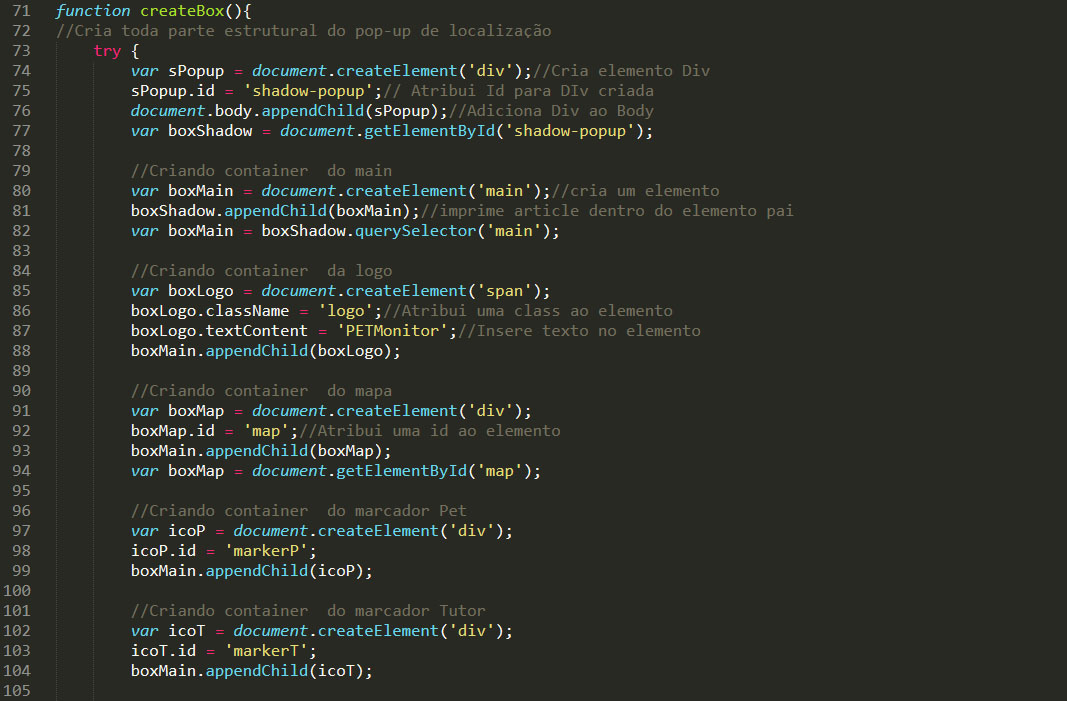 71 function createBox(){
72 //Cria toda parte estrutural do pop-up de localização
73 try {
74 var sPopup = document.createElement('div');//Cria elemento Div
75 sPopup.id = 'shadow-popup';// Atribui Id para DIv criada
76 document.body.appendChild(sPopup);//Adiciona Div ao Body
77 var boxShadow = document.getElementById('shadow-popup');
78
79 //Criando container  do main
80 var boxMain = document.createElement('main');//cria um elemento
81 boxShadow.appendChild(boxMain);//imprime article dentro do elemento pai
82 var boxMain = boxShadow.querySelector('main');
83
84 //Criando container  da logo
85 var boxLogo = document.createElement('span');
86 boxLogo.className = 'logo';//Atribui uma class ao elemento
87 boxLogo.textContent = 'PETMonitor';//Insere texto no elemento
88 boxMain.appendChild(boxLogo);
89
90 //Criando container  do mapa
91 var boxMap = document.createElement('div');
92 boxMap.id = 'map';//Atribui uma id ao elemento
93 boxMain.appendChild(boxMap);
94 var boxMap = document.getElementById('map');
95
96 //Criando container  do marcador Pet
97 var icoP = document.createElement('div');
98 icoP.id = 'markerP';
99 boxMain.appendChild(icoP);
100
101 //Criando container  do marcador Tutor
102 var icoT = document.createElement('div');
103 icoT.id = 'markerT';
104 boxMain.appendChild(icoT);
105